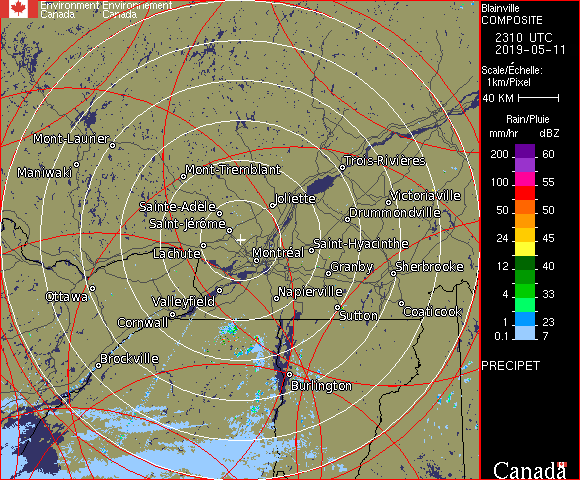 Environment Environnement
Canada Canada
Blainville
COMPOSITE
2310 UTC
2019-05-11
Scale/Échelle:
1km/Pixel
40 KM
Rain/Pluie
mm/hr dBZ
200 60
100 55
50 50
24 45
12 40
4 33
1 23
0.1 7
PRECIPET
Mont-Laurier
Maniwaki
Mont-Tremblant
Trois-Rivières
Joliette
Victoriaville
Sainte-Adèle
Drummondville
Saint-Jérôme
Saint-Hyacinthe
Lachute
Montréal
Granby
Sherbrooke
Ottawa
Valleyfield
Napierville
Cornwall
Sutton
Coaticook
Brockville
Burlington
Canada